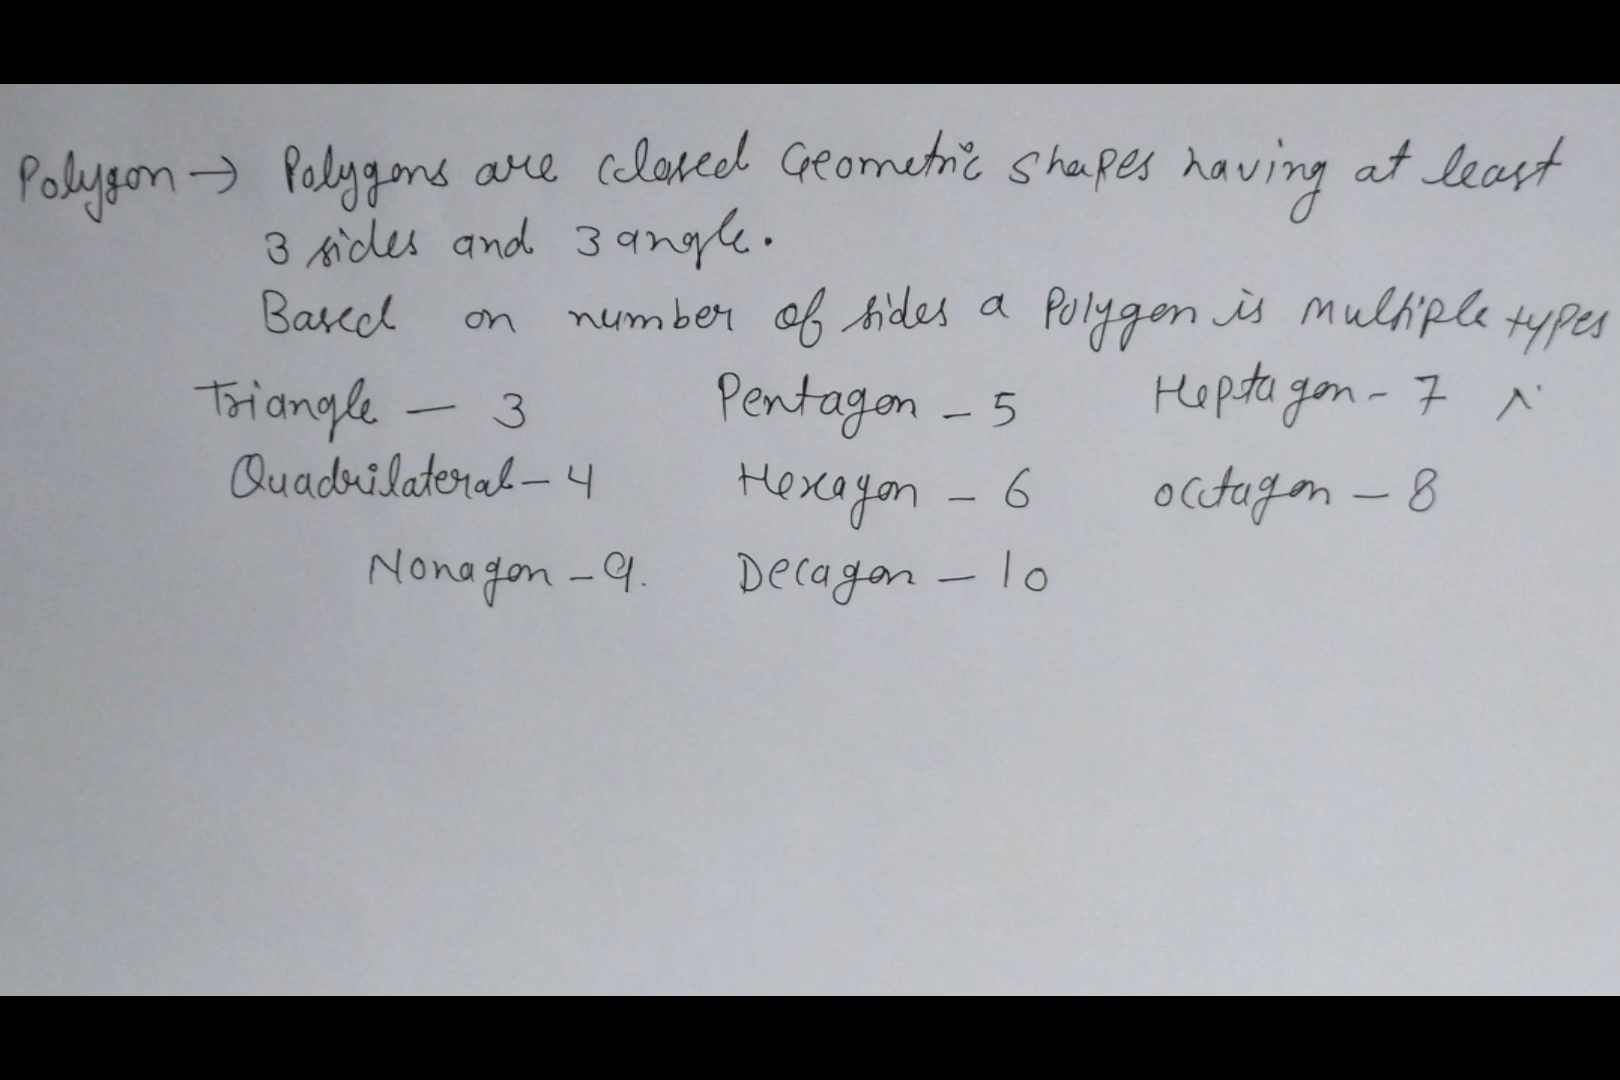 Polygon → Polygons are closed Geometric shapes having at least
3 sides and 3 angle.
Based on number of sides a Polygon is multiple types
Triangle — 3 Pentagon - 5 Heptagon - 7
Quadrilateral - 4 Hexagon - 6 octagon - 8
Nonagon - 9. Decagon - 10